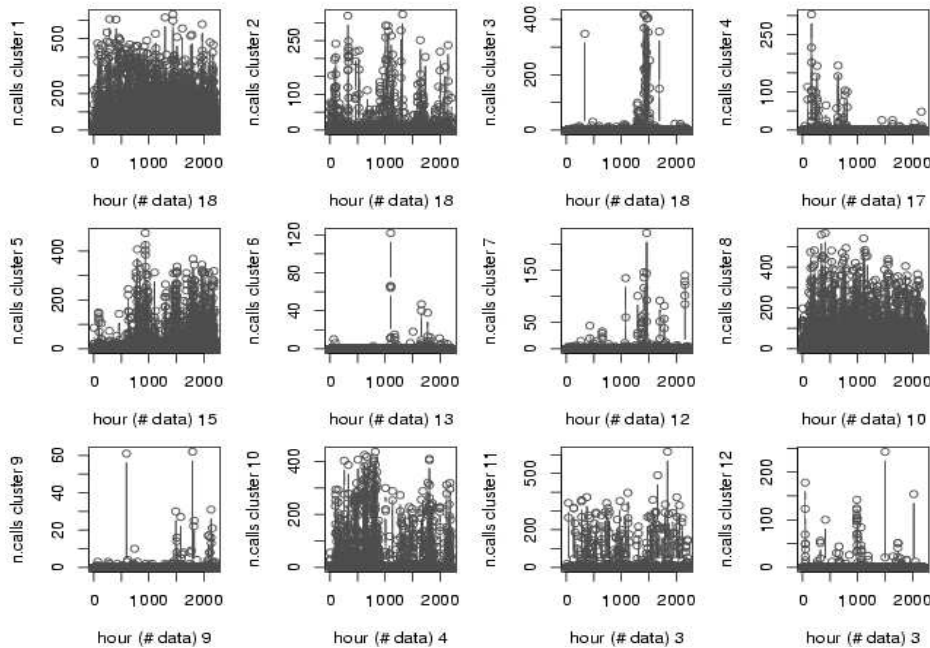 n.calls cluster 1
0 200 500
0 1000 2000
hour (# data) 18
n.calls cluster 2
0 100 250
0 1000 2000
hour (# data) 18
n.calls cluster 3
0 200 400
0 1000 2000
hour (# data) 18
n.calls cluster 4
0 100 200 300
0 1000 2000
hour (# data) 17
n.calls cluster 5
0 200 400
0 1000 2000
hour (# data) 15
n.calls cluster 6
0 40 80 120
0 1000 2000
hour (# data) 13
n.calls cluster 7
0 50 150
0 1000 2000
hour (# data) 12
n.calls cluster 8
0 200 400
0 1000 2000
hour (# data) 10
n.calls cluster 9
0 20 40 60
0 1000 2000
hour (# data) 9
n.calls cluster 10
0 200 400
0 1000 2000
hour (# data) 4
n.calls cluster 11
0 200 500
0 1000 2000
hour (# data) 3
n.calls cluster 12
0 100 200
0 1000 2000
hour (# data) 3